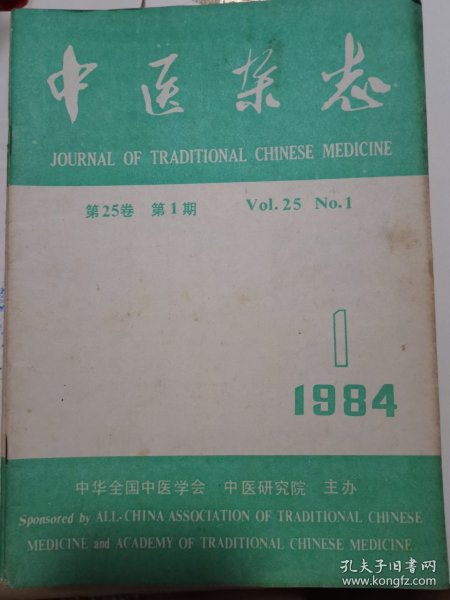 中医杂志
JOURNAL OF TRADITIONAL CHINESE MEDICINE
第25卷 第1期 Vol. 25 No. 1
1
1984
中华全国中医学会 中医研究院 主办
Sponsored by ALL-CHINA ASSOCIATION OF TRADITIONAL CHINESE
MEDICINE and ACADEMY OF TRADITIONAL CHINESE MEDICINE
孔夫子旧书网
www.kongfz.com